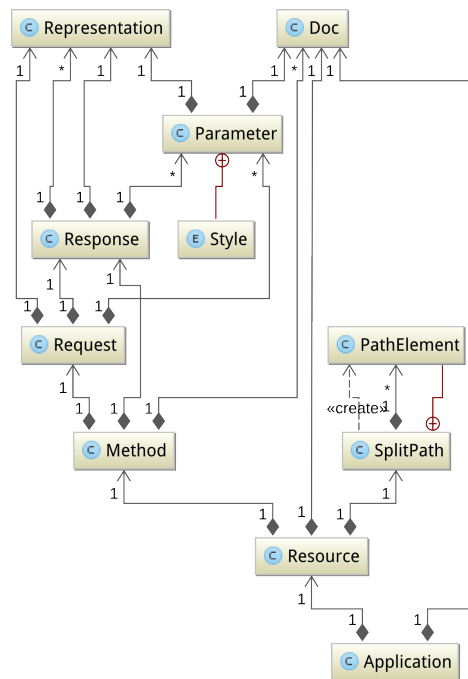 C Representation
C Doc
1 * 1 1 1 * 1 1
1 1
C Parameter
* *
1 1 1 1
C Response
E Style
1 1
1 1 1
C Request
C PathElement
1
*
«create» 1
1 1 1
C Method
C SplitPath
1 1
1 1 1
C Resource
1
1 1
C Application